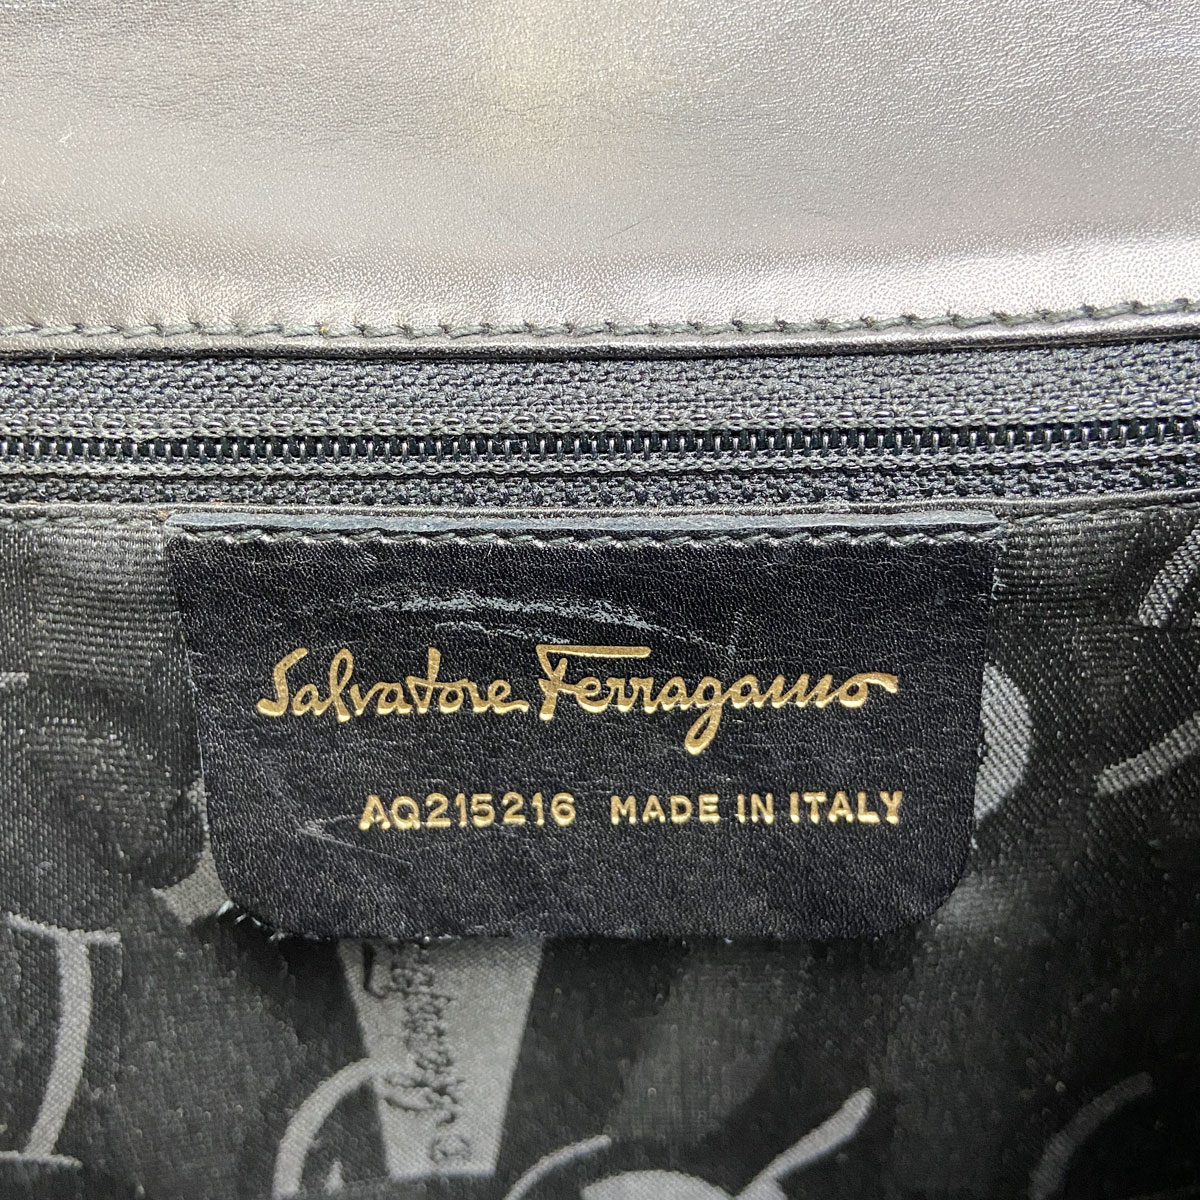 Salvatore Ferragamo
AQ215216 MADE IN ITALY